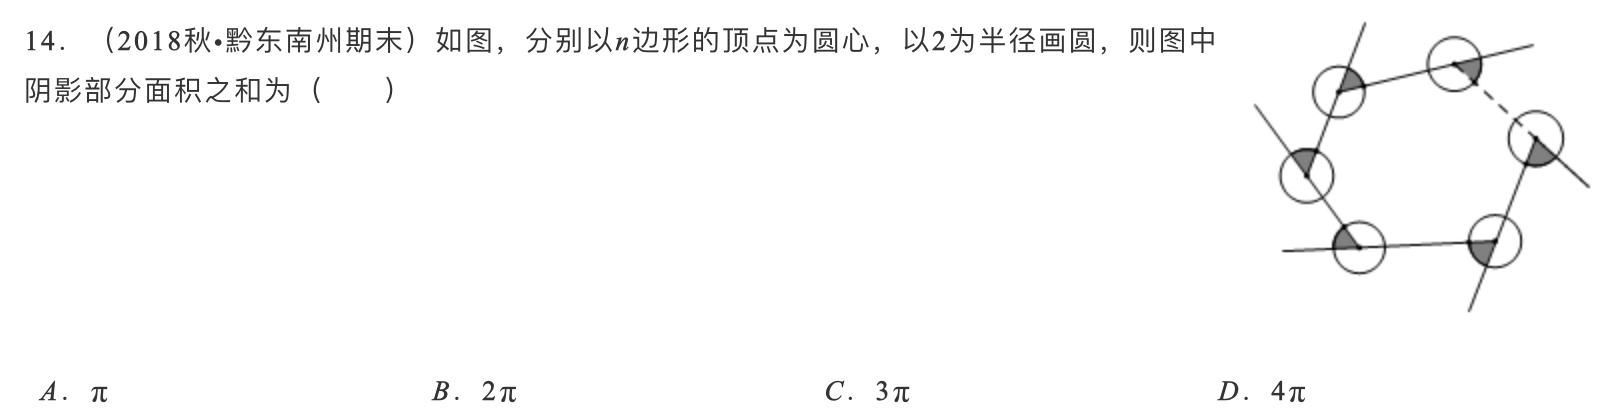 14. （2018秋•黔东南州期末）如图，分别以n边形的顶点为圆心，以2为半径画圆，则图中
阴影部分面积之和为（　　）
A. π　B. 2π　C. 3π　D. 4π